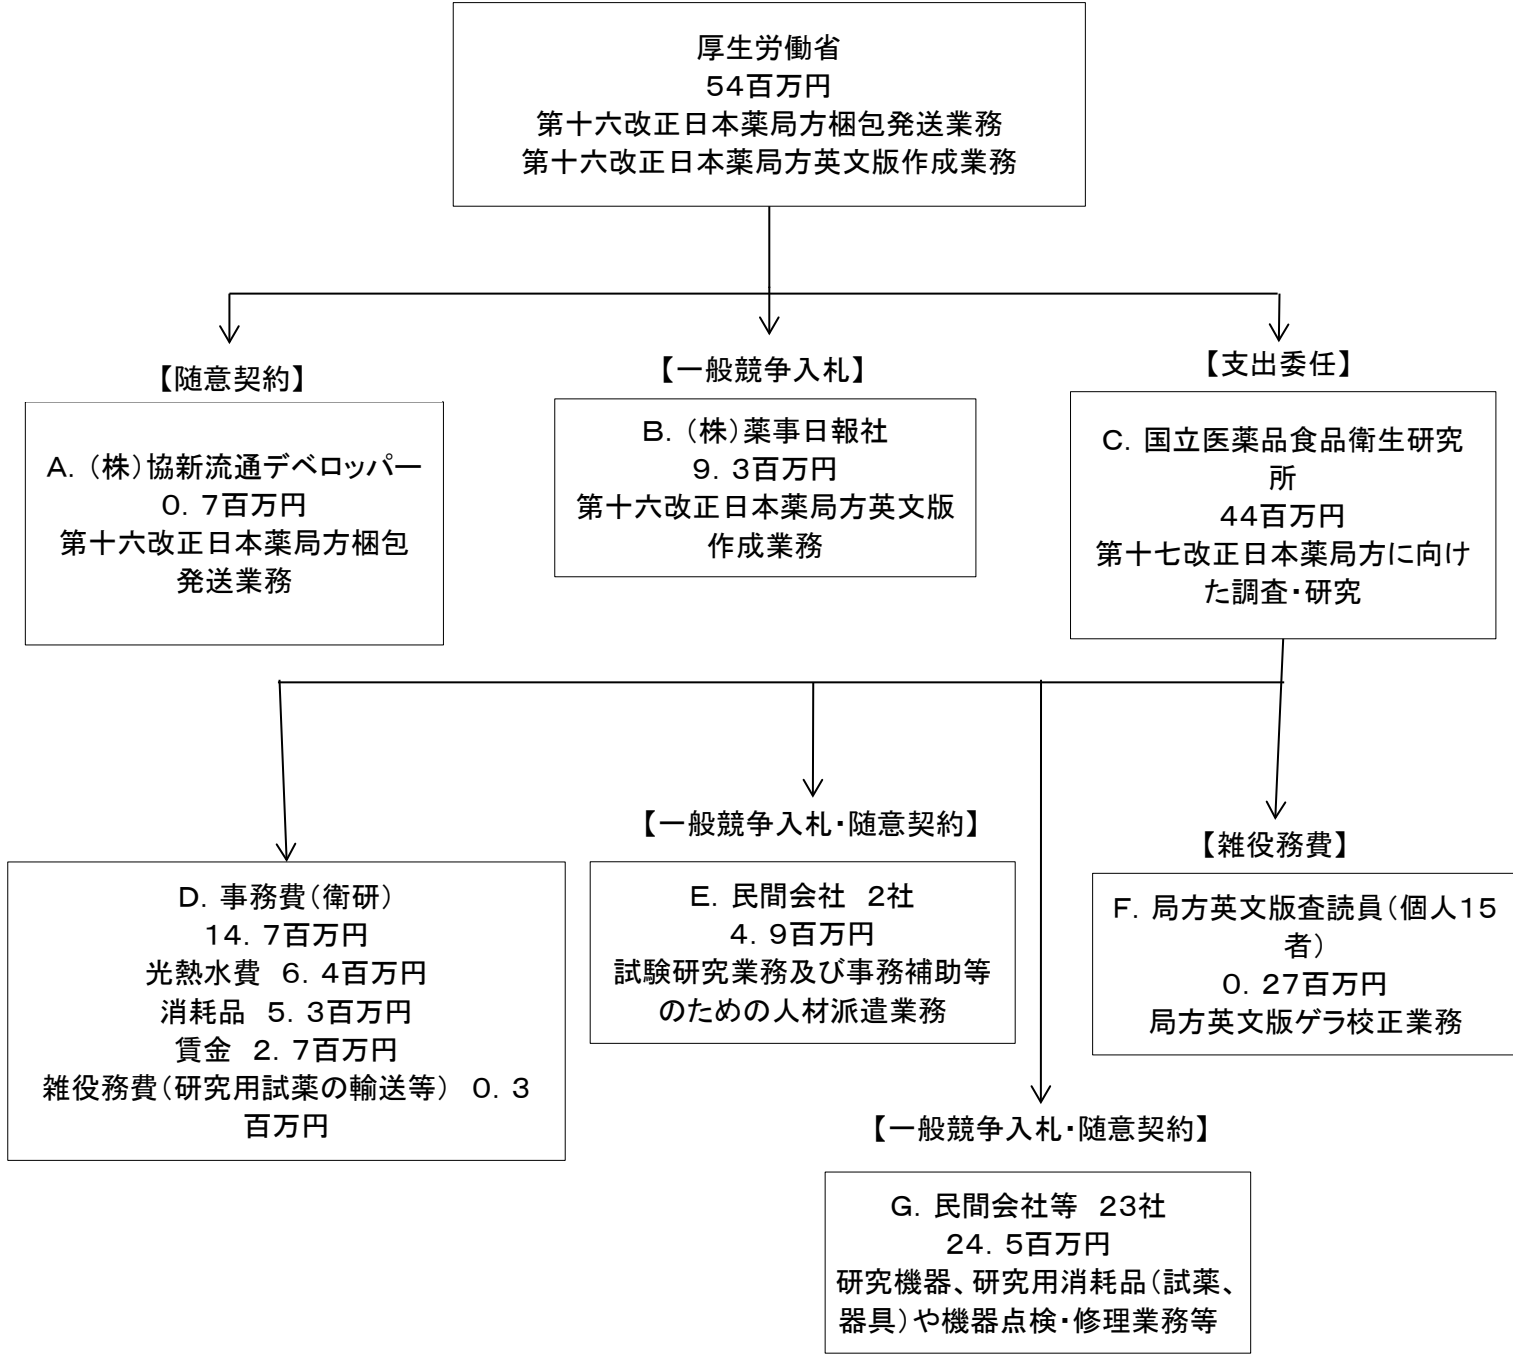 厚生労働省
54百万円
第十六改正日本薬局方梱包発送業務
第十六改正日本薬局方英文版作成業務
【随意契約】
A.（株）協新流通デベロッパー
0．7百万円
第十六改正日本薬局方梱包
発送業務
【一般競争入札】
B.（株）薬事日報社
9．3百万円
第十六改正日本薬局方英文版
作成業務
【支出委任】
C. 国立医薬品食品衛生研究
所
44百万円
第十七改正日本薬局方に向け
た調査・研究
D. 事務費（衛研）
14．7百万円
光熱水費　6．4百万円
消耗品　5．3百万円
賃金　2．7百万円
雑役務費（研究用試薬の輸送等）　0．3
百万円
【一般競争入札・随意契約】
E. 民間会社　2社
4．9百万円
試験研究業務及び事務補助等
のための人材派遣業務
【雑役務費】
F. 局方英文版査読員（個人15
者）
0．27百万円
局方英文版ゲラ校正業務
【一般競争入札・随意契約】
G. 民間会社等　23社
24．5百万円
研究機器、研究用消耗品（試薬、
器具）や機器点検・修理業務等